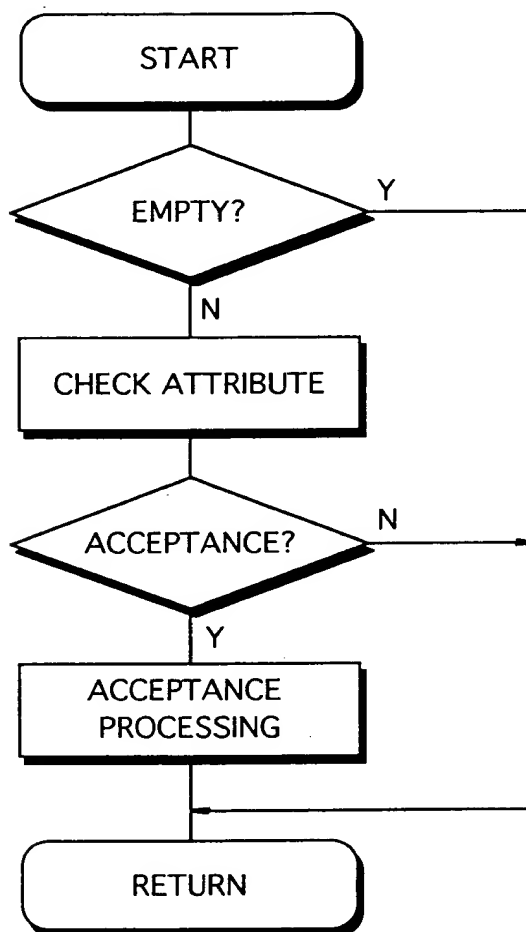 START
EMPTY?
Y
N
CHECK ATTRIBUTE
ACCEPTANCE?
N
Y
ACCEPTANCE
PROCESSING
RETURN